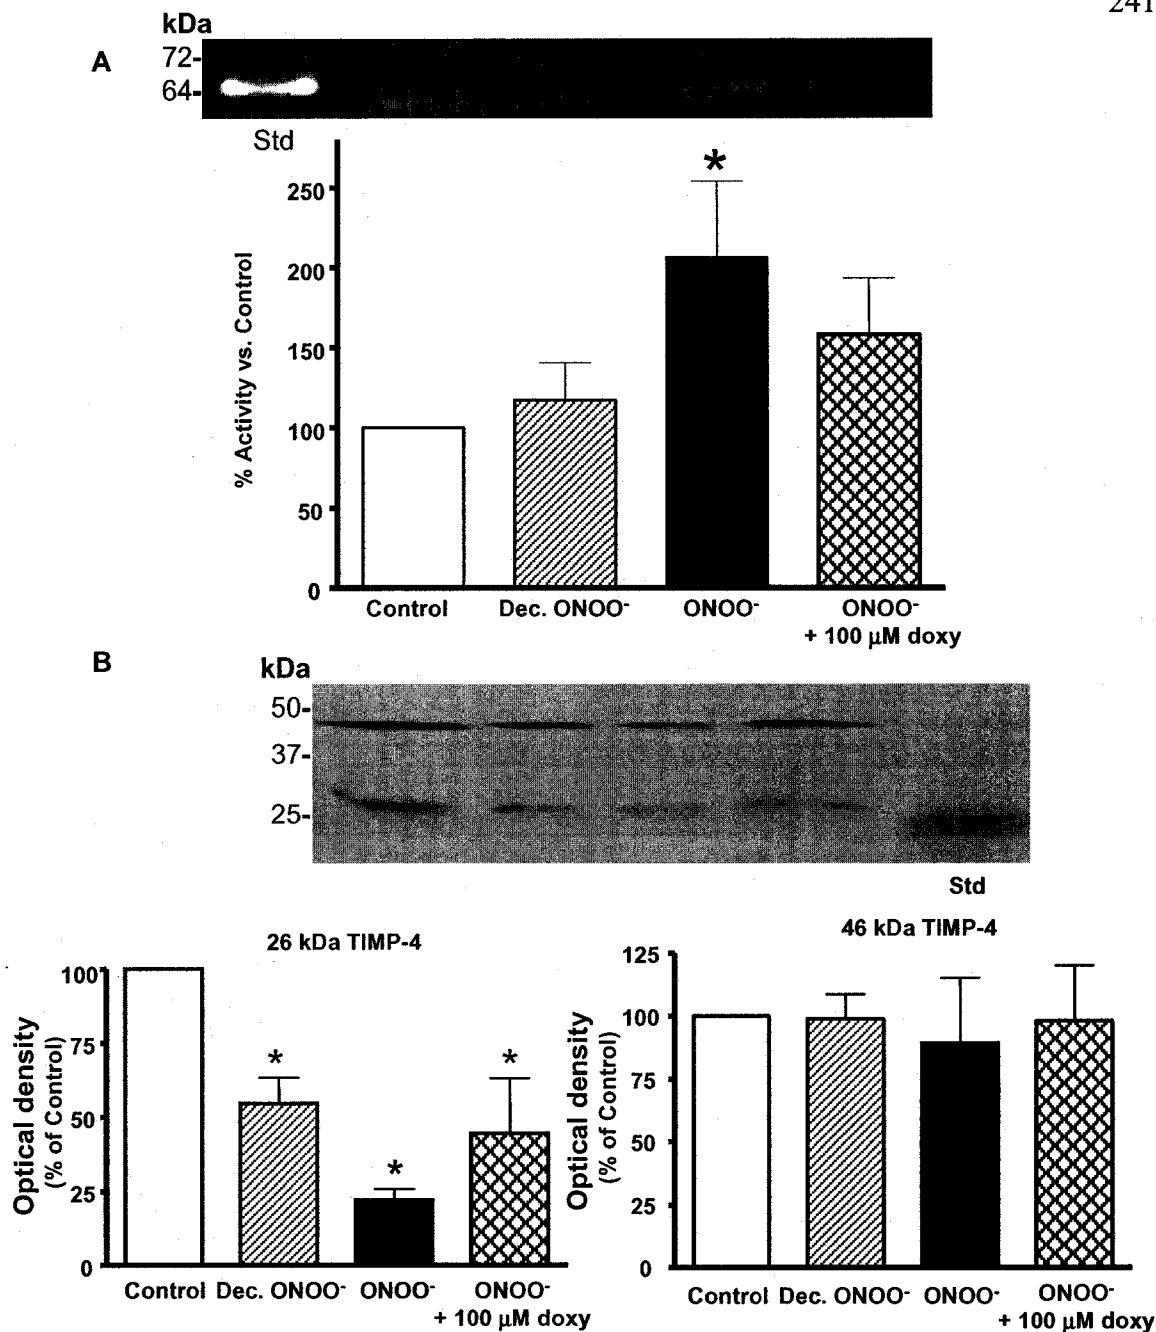 241
A
kDa
72-
64-
Std
*
250
200
150
100
50
0
% Activity vs. Control
Control Dec. ONOO⁻ ONOO⁻ ONOO⁻
+ 100 µM doxy
B
kDa
50-
37-
25-
Std
26 kDa TIMP-4
100
75
50
25
0
Optical density
(% of Control)
* * *
Control Dec. ONOO⁻ ONOO⁻ ONOO⁻
+ 100 µM doxy
46 kDa TIMP-4
125
100
75
50
25
0
Optical density
(% of Control)
Control Dec. ONOO⁻ ONOO⁻ ONOO⁻
+ 100 µM doxy